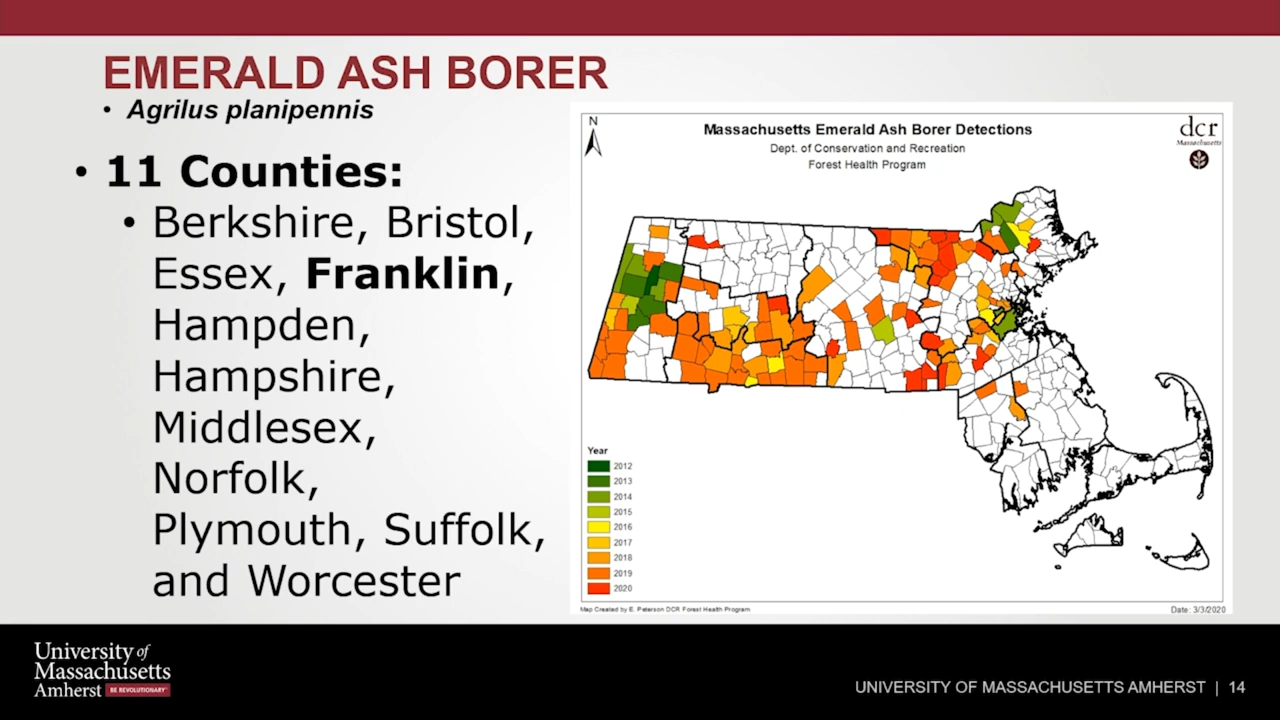 EMERALD ASH BORER
• Agrilus planipennis
• 11 Counties:
• Berkshire, Bristol,
Essex, Franklin,
Hampden,
Hampshire,
Middlesex,
Norfolk,
Plymouth, Suffolk,
and Worcester
N
Massachusetts Emerald Ash Borer Detections
Dept. of Conservation and Recreation
Forest Health Program
dcr
Massachusetts
Year
2012
2013
2014
2015
2016
2017
2018
2019
2020
Map Created by E. Paterson DCR Forest Health Program
Date: 3/3/2020
University of
Massachusetts
Amherst BE REVOLUTIONARY™
UNIVERSITY OF MASSACHUSETTS AMHERST | 14